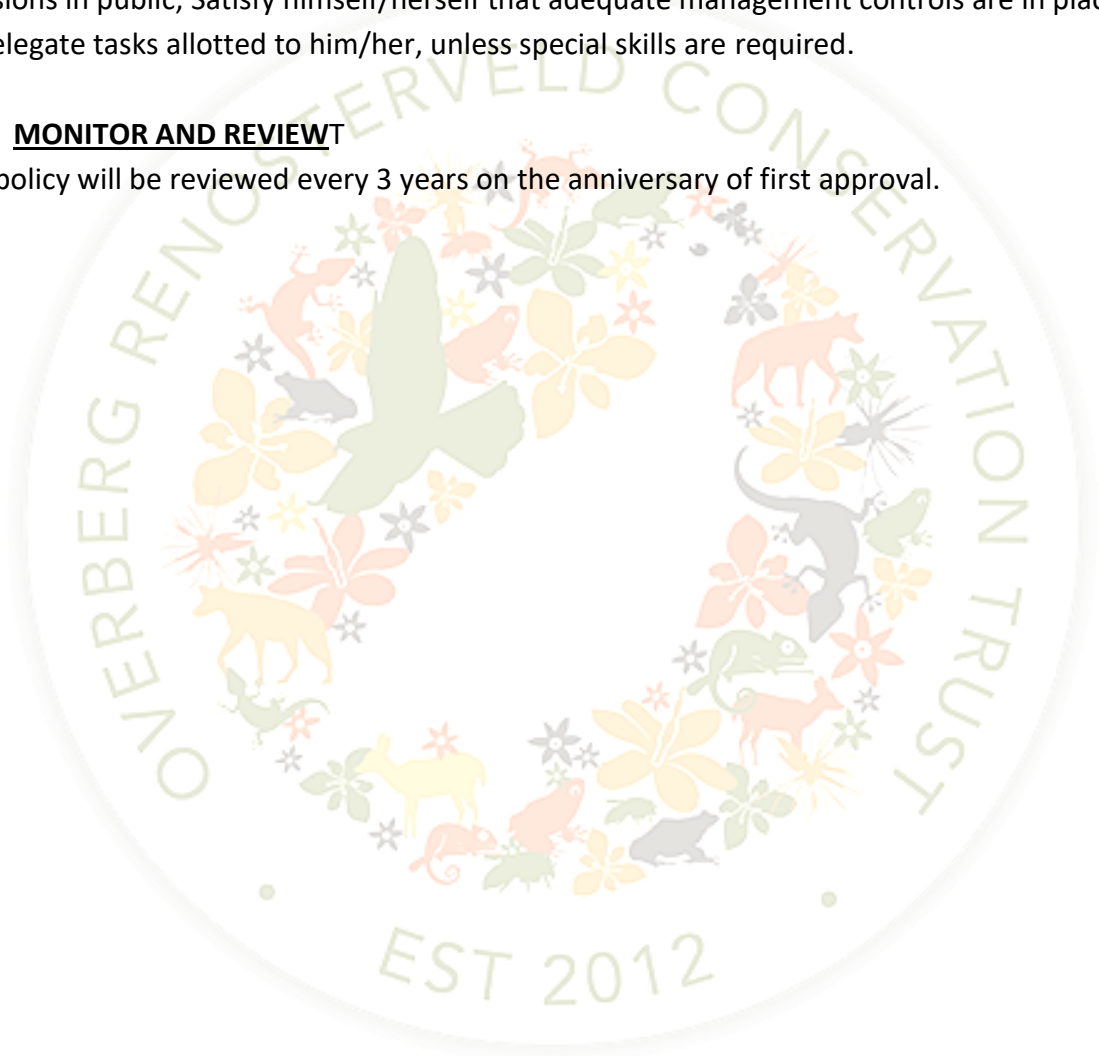 sions in public; Satisfy himself/herself that adequate management controls are in plac
elegate tasks allotted to him/her, unless special skills are required.
MONITOR AND REVIEWT
policy will be reviewed every 3 years on the anniversary of first approval.
OVERBERG RENOSTERVELD CONSERVATION TRUST
EST 2012